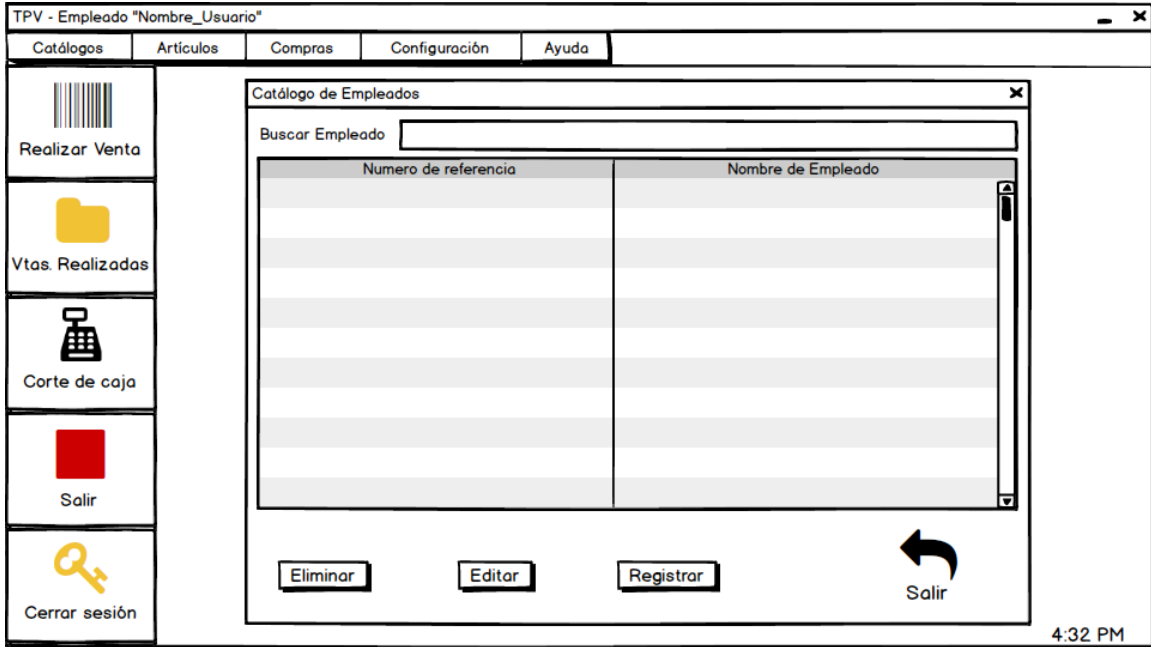 TPV - Empleado "Nombre_Usuario"
Catálogos Artículos Compras Configuración Ayuda
Realizar Venta
Vtas. Realizadas
Corte de caja
Salir
Cerrar sesión
Catálogo de Empleados
Buscar Empleado
Numero de referencia Nombre de Empleado
Eliminar Editar Registrar Salir
4:32 PM